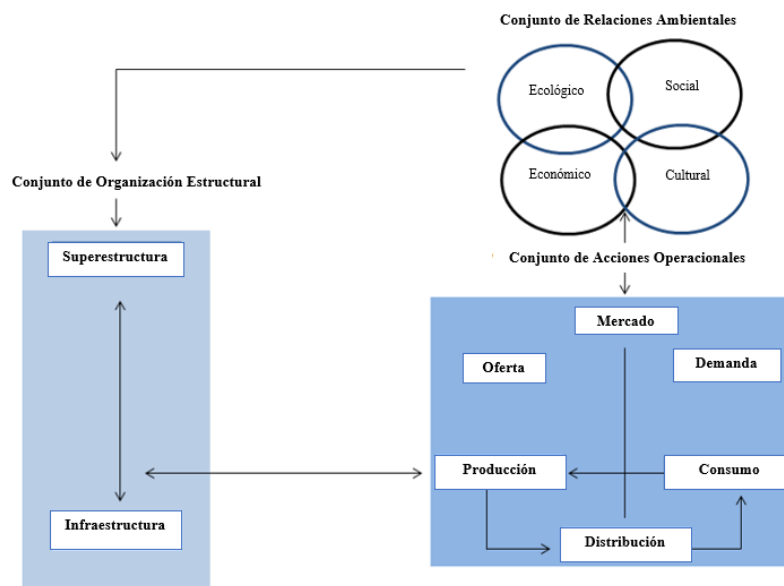 Conjunto de Relaciones Ambientales
Ecológico
Social
Económico
Cultural
Conjunto de Organización Estructural
Superestructura
Infraestructura
Conjunto de Acciones Operacionales
Mercado
Oferta
Demanda
Producción
Consumo
Distribución